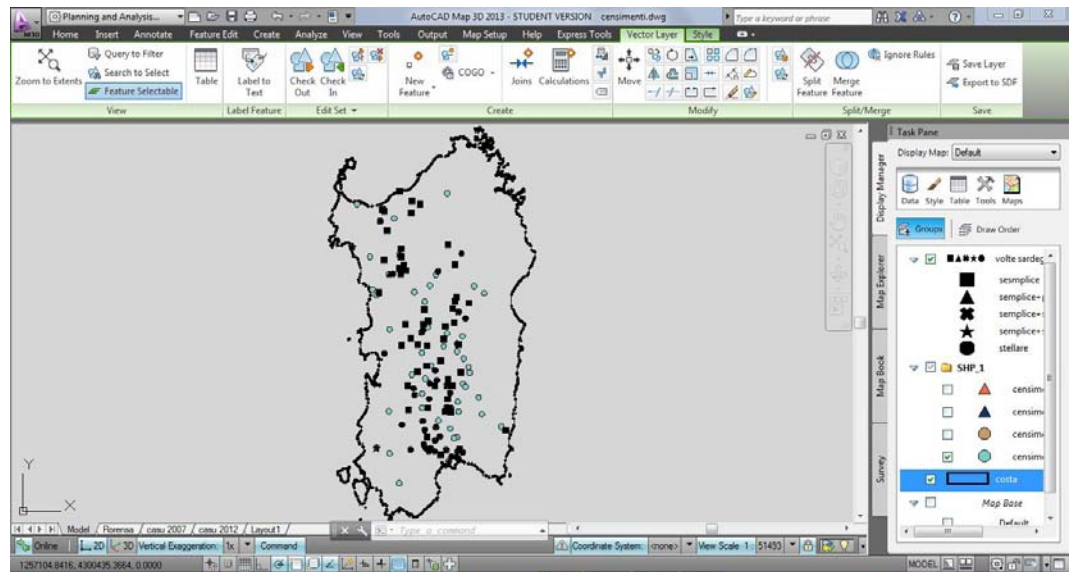 Planning and Analysis...
AutoCAD Map 3D 2013 - STUDENT VERSION censimenti.dwg
Type a keyword or phrase
Home Insert Annotate Feature Edit Create Analyze View Tools Output Map Setup Help Express Tools Vector Layer Style
Zoom to Extents
Query to Filter
Search to Select
Feature Selectable
Table
Label to Text
Check Out
Check In
New Feature
COGO
Joins
Calculations
Move
Split Feature
Merge Feature
Ignore Rules
Save Layer
Export to SDF
View Label Feature Edit Set Create Modify Split/Merge Save
Task Pane
Display Map: Default
Data Style Table Tools Maps
Groups Draw Order
Display Manager
Map Explorer
Map Book
Survey
volte sardeg
sesmplice
semplice+
semplice+
semplice+
stellare
SHP_1
censim
censim
censim
censim
costa
Map Base
Default
Y
X
Model / Florensa / casu 2007 / casu 2012 / Layout1 /
Type a command
Online 2D 3D Vertical Exaggeration: 1x Command
Coordinate System: <none> View Scale 1: 51493
1257104.8416, 4300435.3664, 0.0000
MODEL